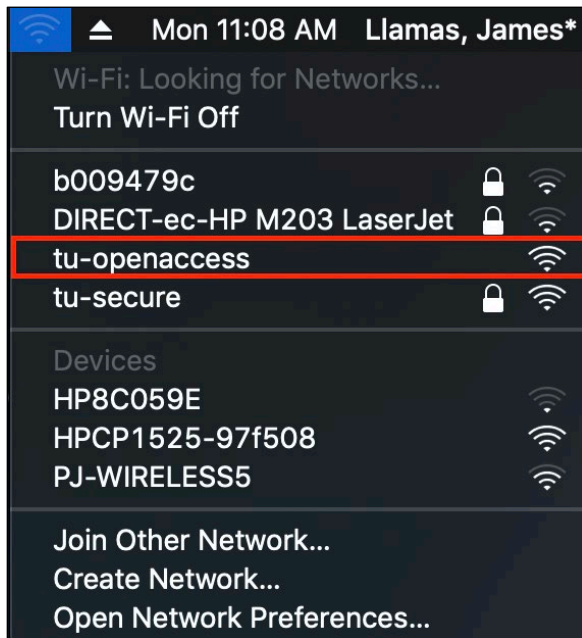 Mon 11:08 AM Llamas, James*
Wi-Fi: Looking for Networks...
Turn Wi-Fi Off
b009479c
DIRECT-ec-HP M203 LaserJet
tu-openaccess
tu-secure
Devices
HP8C059E
HPCP1525-97f508
PJ-WIRELESS5
Join Other Network...
Create Network...
Open Network Preferences...